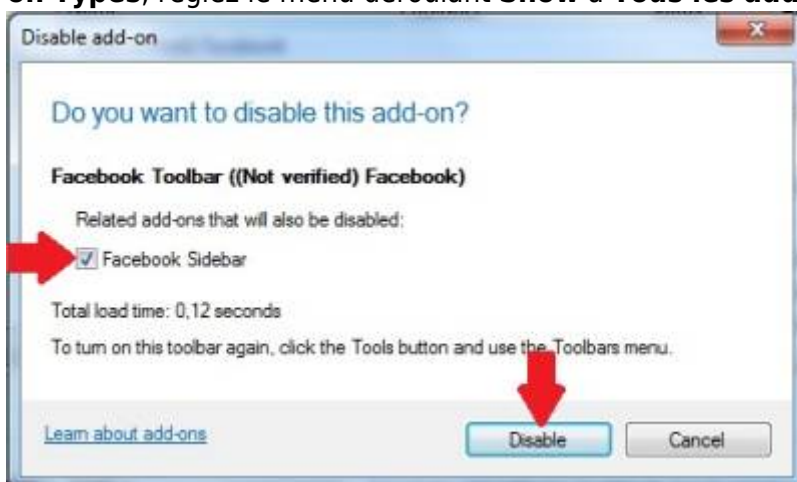 on Types, réglez le menu déroulant Show à Tous les add
Disable add-on
Do you want to disable this add-on?
Facebook Toolbar ((Not verified) Facebook)
Related add-ons that will also be disabled:
Facebook Sidebar
Total load time: 0,12 seconds
To turn on this toolbar again, click the Tools button and use the Toolbars menu.
Learn about add-ons
Disable
Cancel